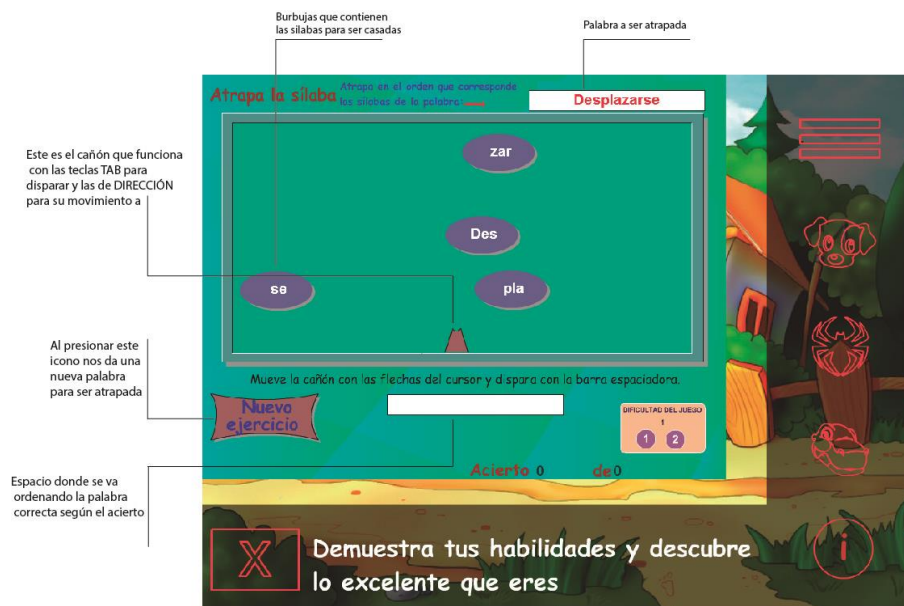 Burbujas que contienen
las silabas para ser casadas
Palabra a ser atrapada
Atrapa la sílaba
Atrapa en el orden que corresponde
las sílabas de la palabra:
Desplazarse
zar
Este es el cañón que funciona
con las teclas TAB para
disparar y las de DIRECCIÓN
para su movimiento a
Des
se
pla
Al presionar este
icono nos da una
nueva palabra
para ser atrapada
Mueve la cañón con las flechas del cursor y dispara con la barra espaciadora.
Nuevo
ejercicio
DIFICULTAD DEL JUEGO
1
1 2
Acierto 0 de 0
Espacio donde se va
ordenando la palabra
correcta según el acierto
X
Demuestra tus habilidades y descubre
lo excelente que eres
i